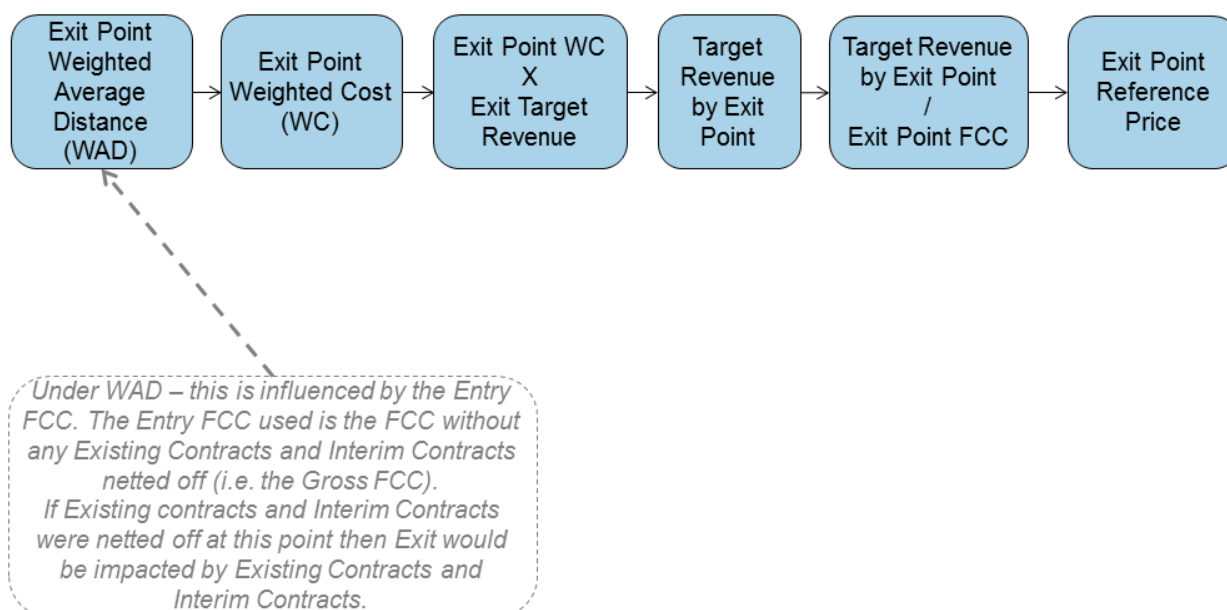 Exit Point
Weighted
Average
Distance
(WAD)
Exit Point
Weighted Cost
(WC)
Exit Point WC
X
Exit Target
Revenue
Target
Revenue
by Exit
Point
Target Revenue
by Exit Point
/
Exit Point FCC
Exit Point
Reference
Price
Under WAD – this is influenced by the Entry
FCC. The Entry FCC used is the FCC without
any Existing Contracts and Interim Contracts
netted off (i.e. the Gross FCC).
If Existing contracts and Interim Contracts
were netted off at this point then Exit would
be impacted by Existing Contracts and
Interim Contracts.